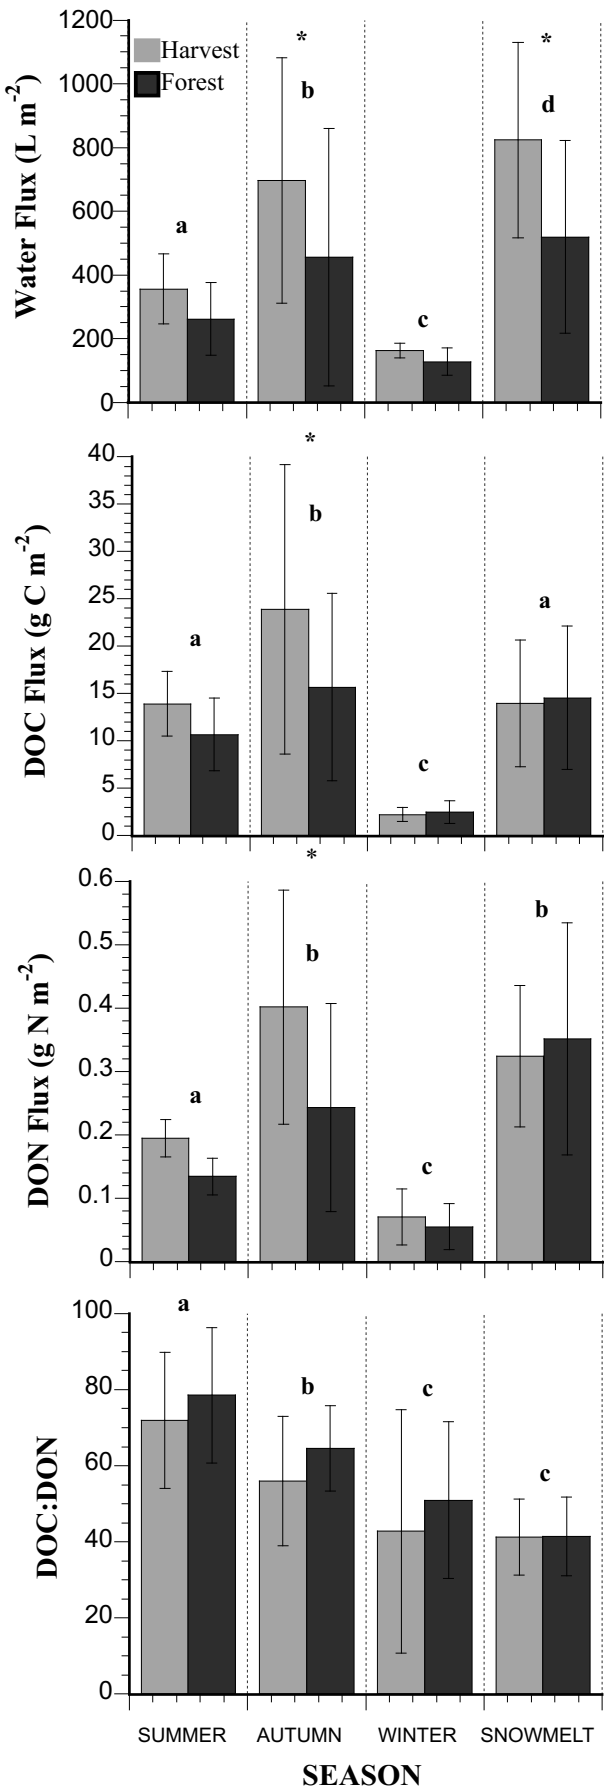 1200
1000
800
600
400
200
0
Water Flux (L m⁻²)
Harvest
Forest
a
*
b
c
*
d
40
35
30
25
20
15
10
5
0
DOC Flux (g C m⁻²)
a
*
b
c
a
0.6
0.5
0.4
0.3
0.2
0.1
0
DON Flux (g N m⁻²)
a
*
b
c
b
100
80
60
40
20
0
DOC:DON
a
b
c
c
SUMMER AUTUMN WINTER SNOWMELT
SEASON